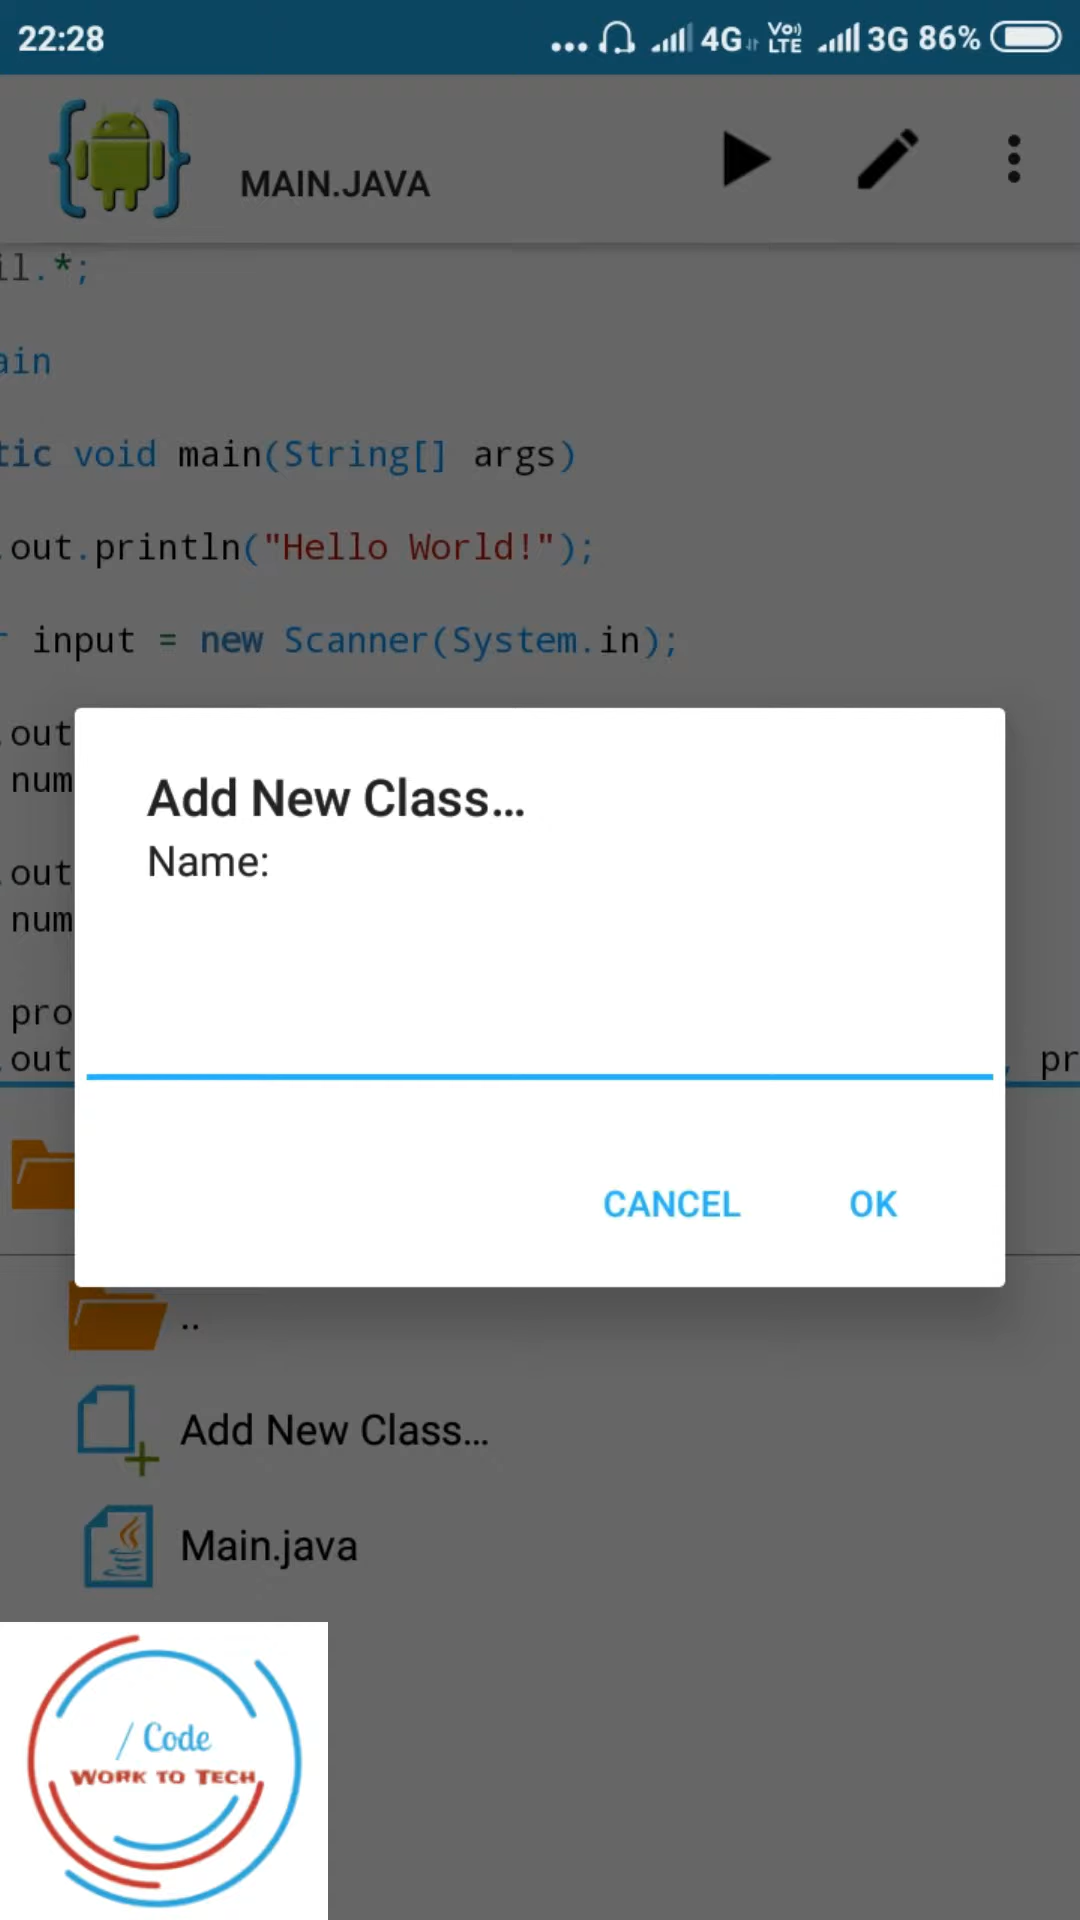 22:28
4G
VoLTE
3G 86%
MAIN.JAVA
il.*;
ain
tic void main(String[] args)
.out.println("Hello World!");
r input = new Scanner(System.in);
.out
num
.out
num
pro
.out , pr
Add New Class...
Name:
CANCEL OK
..
Add New Class...
Main.java
/ Code
WORK TO TECH